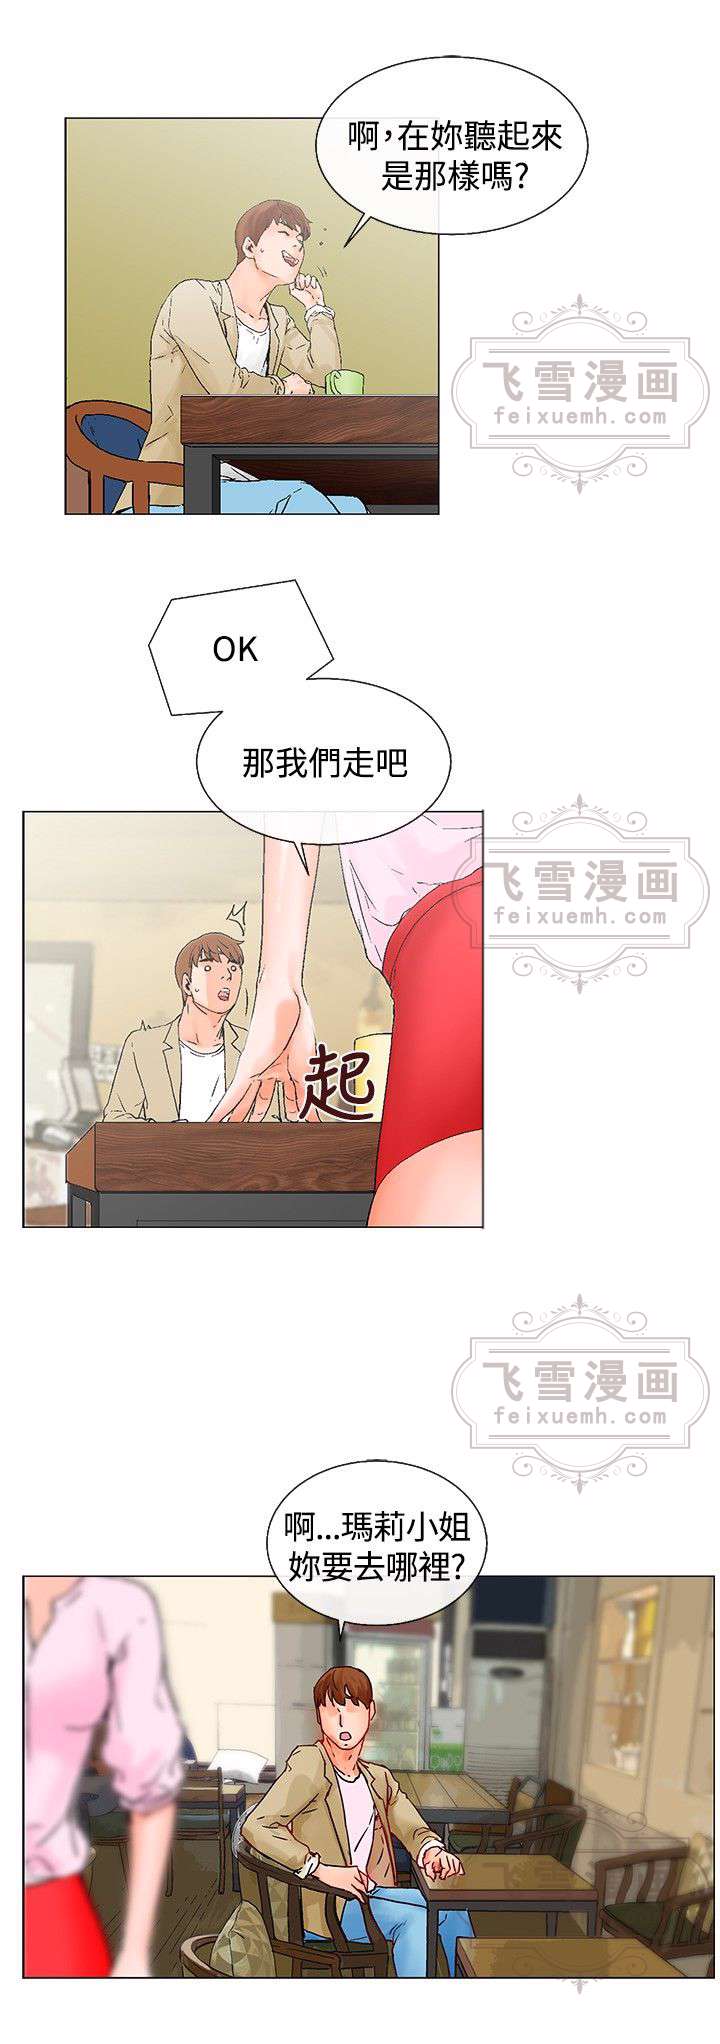 啊，在妳聽起來
是那樣嗎?
飞雪漫画
feixuemh.com
OK
那我們走吧
飞雪漫画
feixuemh.com
起
飞雪漫画
feixuemh.com
啊...瑪莉小姐
妳要去哪裡?